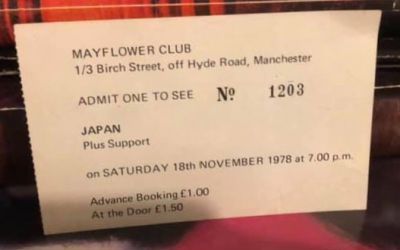 MAYFLOWER CLUB
1/3 Birch Street, off Hyde Road, Manchester
ADMIT ONE TO SEE No 1203
JAPAN
Plus Support
on SATURDAY 18th NOVEMBER 1978 at 7.00 p.m.
Advance Booking £1.00
At the Door £1.50